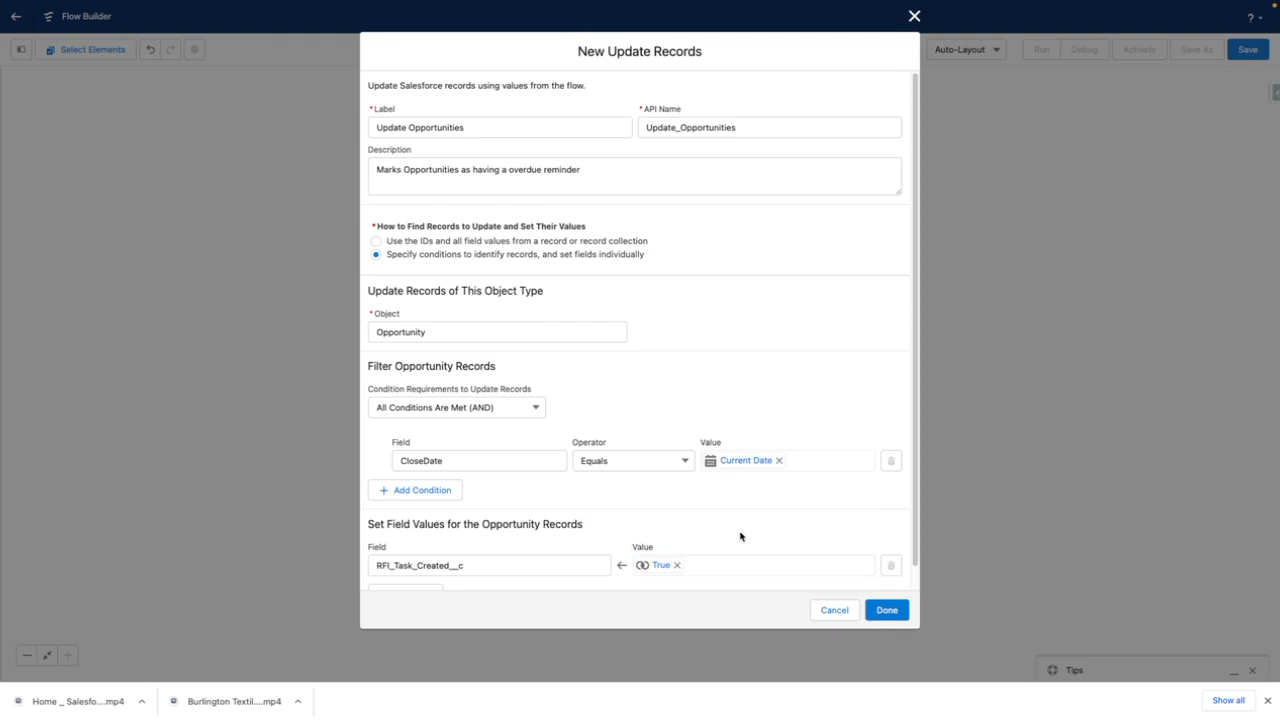 Flow Builder
?
Select Elements
Auto-Layout
Run
Debug
Activate
Save As
Save
New Update Records
Update Salesforce records using values from the flow.
* Label
* API Name
Update Opportunities
Update_Opportunities
Description
Marks Opportunities as having a overdue reminder
* How to Find Records to Update and Set Their Values
Use the IDs and all field values from a record or record collection
Specify conditions to identify records, and set fields individually
Update Records of This Object Type
* Object
Opportunity
Filter Opportunity Records
Condition Requirements to Update Records
All Conditions Are Met (AND)
Field
Operator
Value
CloseDate
Equals
Current Date
+ Add Condition
Set Field Values for the Opportunity Records
Field
Value
RFI_Task_Created__c
True
Cancel
Done
Tips
Home _ Salesfo....mp4
Burlington Textil....mp4
Show all